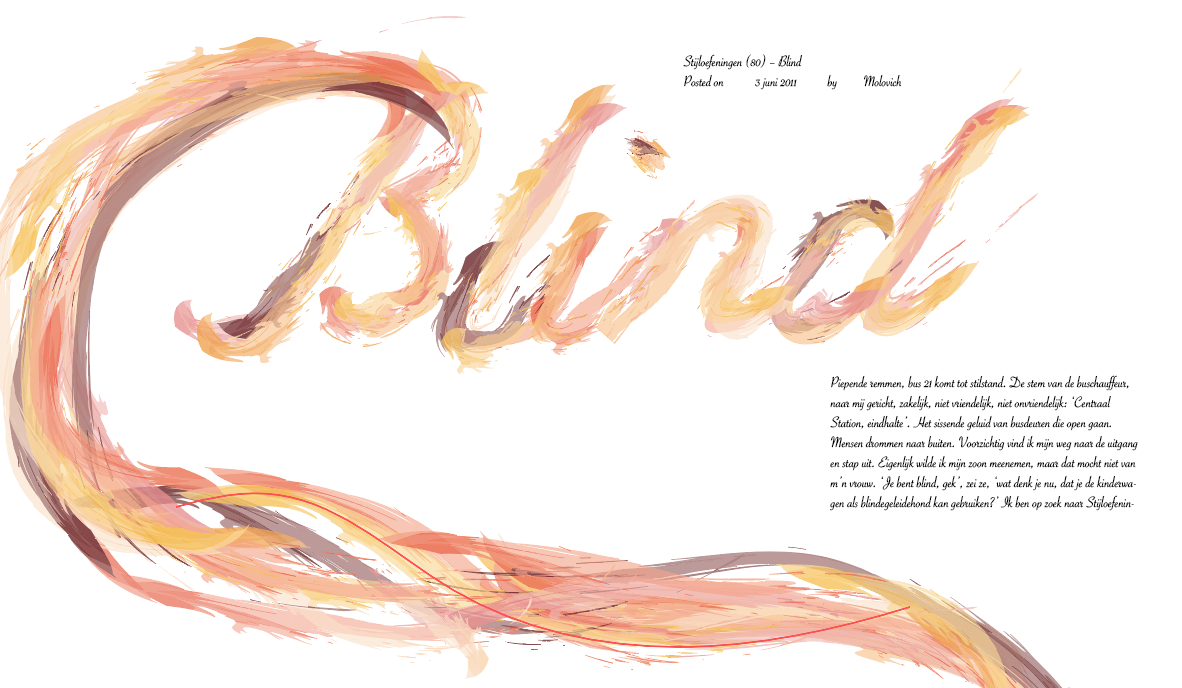 Blind
Stijloefeningen (80) – Blind
Posted on 3 juni 2011 by Molovich
Piepende remmen, bus 21 komt tot stilstand. De stem van de buschauffeur,
naar mij gericht, zakelijk, niet vriendelijk, niet onvriendelijk: ‘Centraal
Station, eindhalte’. Het sissende geluid van busdeuren die open gaan.
Mensen drommen naar buiten. Voorzichtig vind ik mijn weg naar de uitgang
en stap uit. Eigenlijk wilde ik mijn zoon meenemen, maar dat mocht niet van
m’n vrouw. ‘Je bent blind, gek’, zei ze, ‘wat denk je nu, dat je de kinderwa-
gen als blindegeleidehond kan gebruiken?’ Ik ben op zoek naar Stijloefenin-